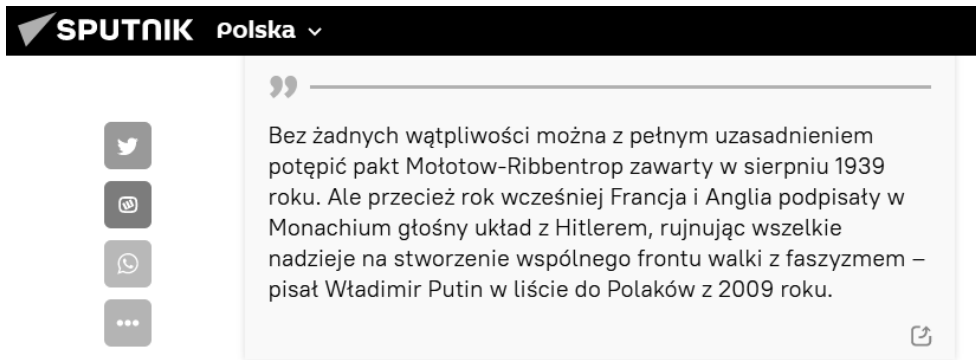 SPUTNIK Polska
Bez żadnych wątpliwości można z pełnym uzasadnieniem
potępić pakt Mołotow-Ribbentrop zawarty w sierpniu 1939
roku. Ale przecież rok wcześniej Francja i Anglia podpisały w
Monachium głośny układ z Hitlerem, rujnując wszelkie
nadzieje na stworzenie wspólnego frontu walki z faszyzmem –
pisał Władimir Putin w liście do Polaków z 2009 roku.